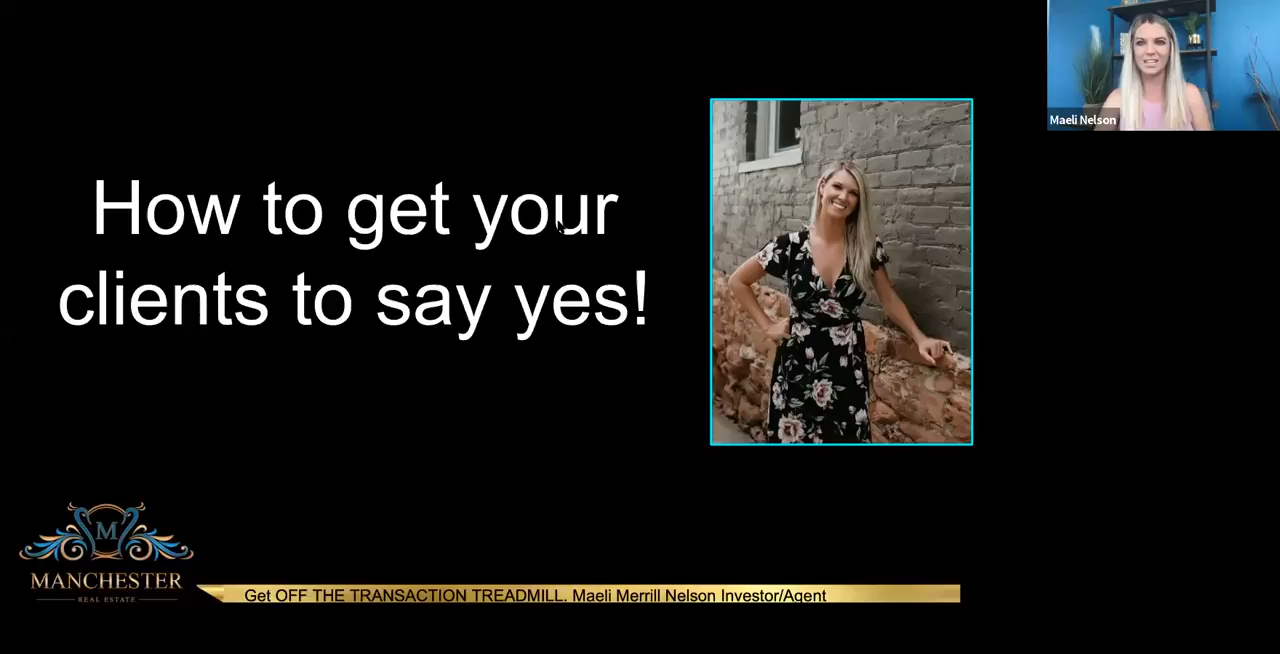 Maeli Nelson
How to get your
clients to say yes!
M
MANCHESTER
REAL ESTATE
Get OFF THE TRANSACTION TREADMILL. Maeli Merrill Nelson Investor/Agent